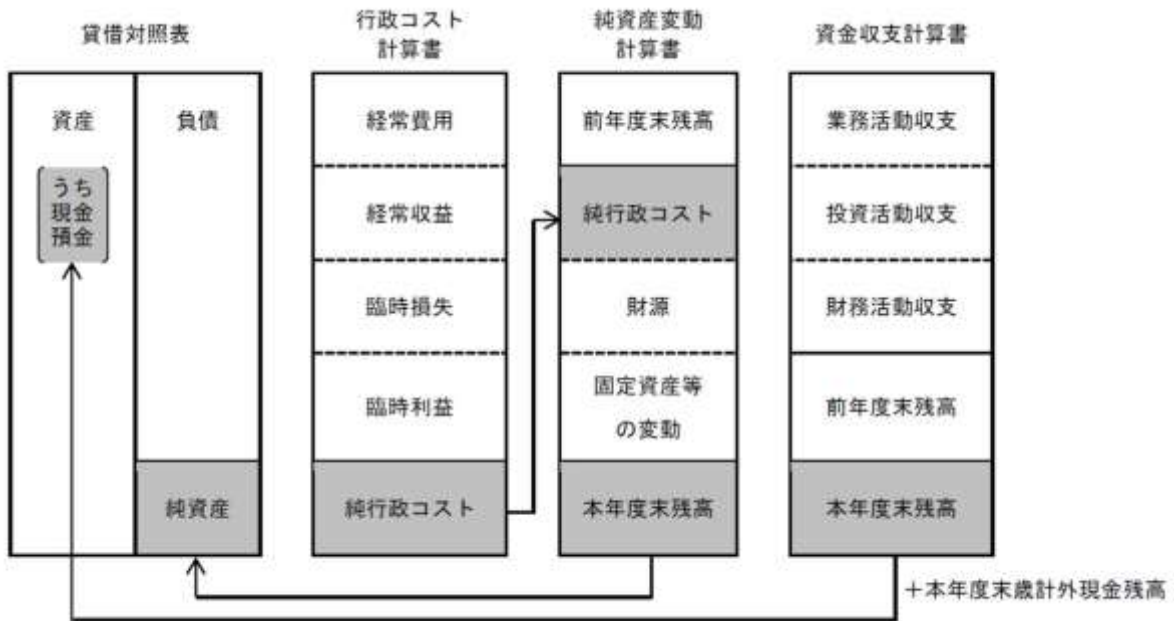 貸借対照表
資産
負債
うち
現金
預金
純資産
行政コスト
計算書
経常費用
経常収益
臨時損失
臨時利益
純行政コスト
純資産変動
計算書
前年度末残高
純行政コスト
財源
固定資産等
の変動
本年度末残高
資金収支計算書
業務活動収支
投資活動収支
財務活動収支
前年度末残高
本年度末残高
＋本年度末歳計外現金残高